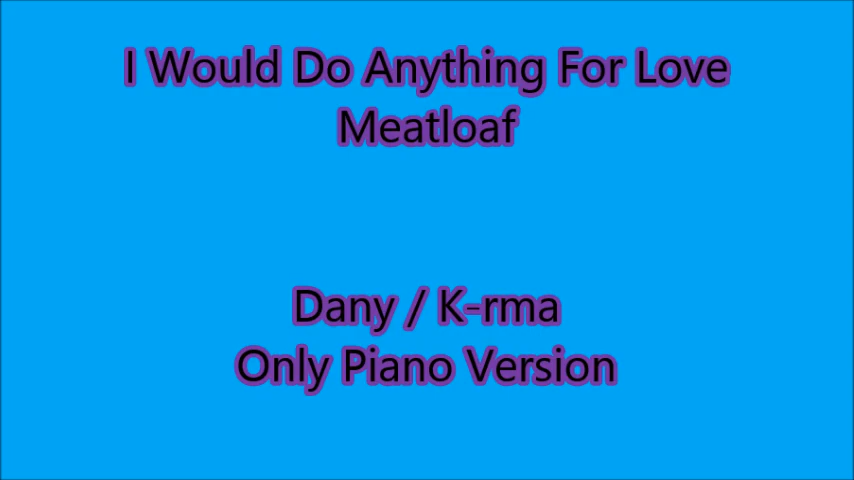 I Would Do Anything For Love
Meatloaf
Dany / K-rma
Only Piano Version